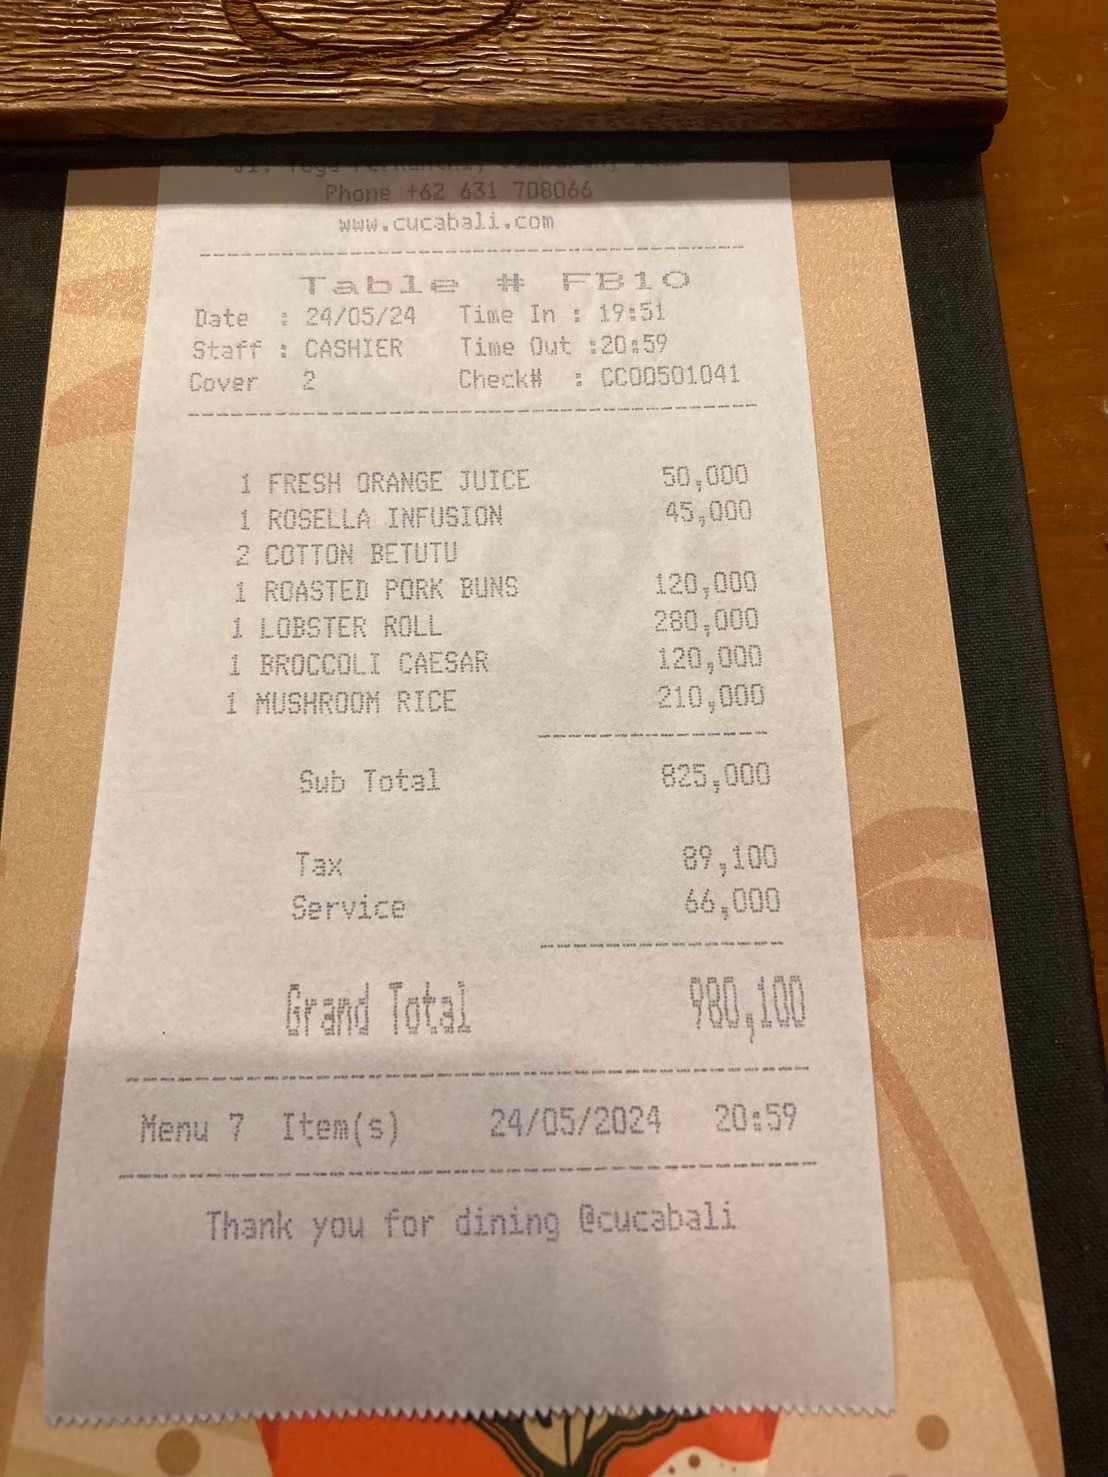 Phone +62 631 708066
www.cucabali.com
Table # FB10
Date : 24/05/24 Time In : 19:51
Staff : CASHIER Time Out :20:59
Cover 2 Check# : CC00501041
1 FRESH ORANGE JUICE 50,000
1 ROSELLA INFUSION 45,000
2 COTTON BETUTU
1 ROASTED PORK BUNS 120,000
1 LOBSTER ROLL 280,000
1 BROCCOLI CAESAR 120,000
1 MUSHROOM RICE 210,000
Sub Total 825,000
Tax 89,100
Service 66,000
Grand Total 980,100
Menu 7 Item(s) 24/05/2024 20:59
Thank you for dining @cucabali